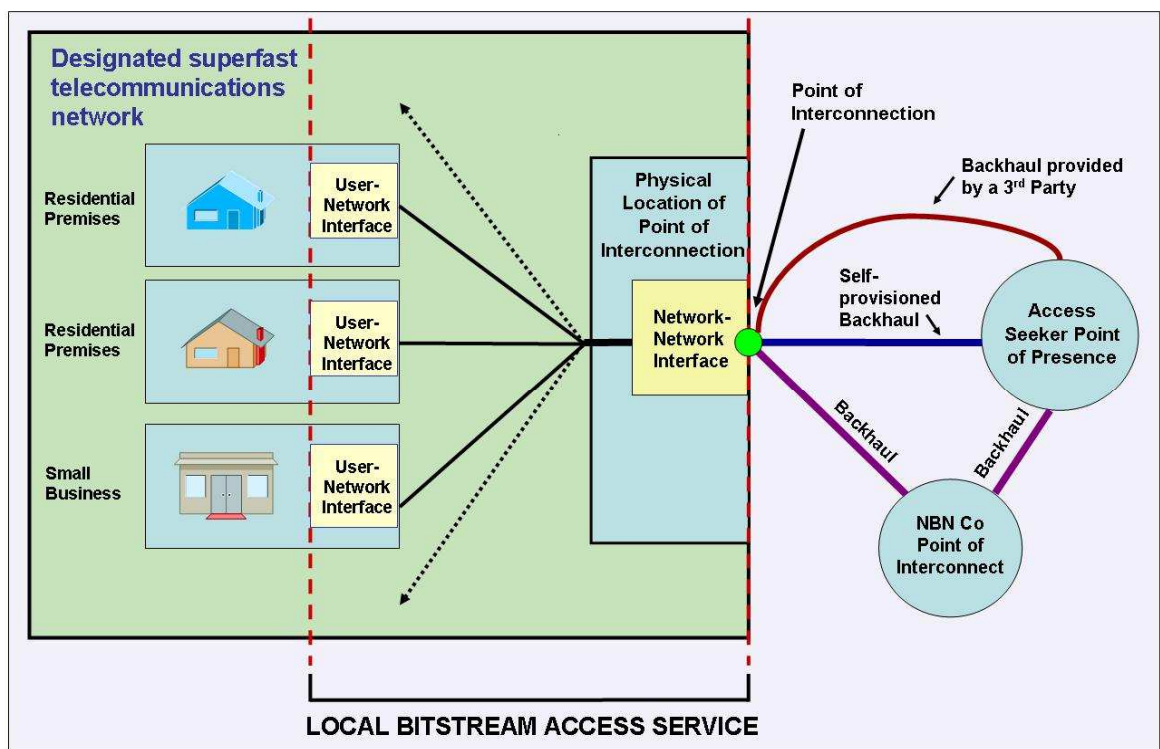 Designated superfast
telecommunications
network
Residential
Premises
User-
Network
Interface
Residential
Premises
User-
Network
Interface
Small
Business
User-
Network
Interface
Physical
Location of
Point of
Interconnection
Network-
Network
Interface
Point of
Interconnection
Backhaul provided
by a 3rd Party
Self-
provisioned
Backhaul
Access
Seeker Point
of Presence
Backhaul
Backhaul
NBN Co
Point of
Interconnect
LOCAL BITSTREAM ACCESS SERVICE